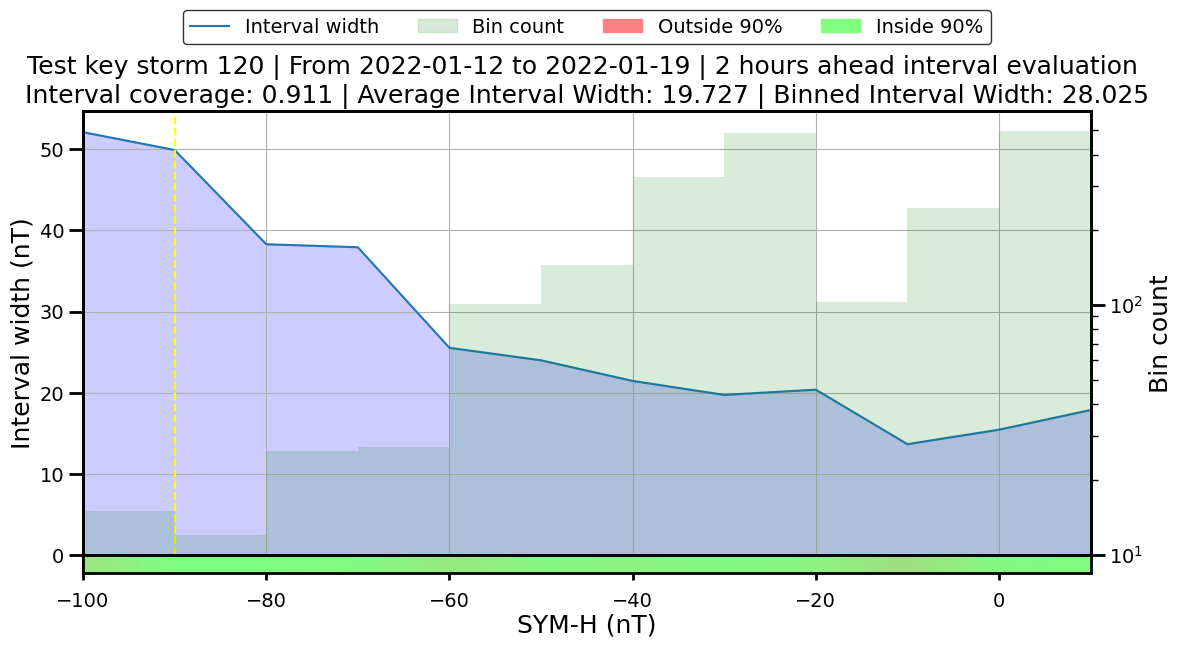 Interval width Bin count Outside 90% Inside 90%
Test key storm 120 | From 2022-01-12 to 2022-01-19 | 2 hours ahead interval evaluation
Interval coverage: 0.911 | Average Interval Width: 19.727 | Binned Interval Width: 28.025
Interval width (nT)
50
40
30
20
10
0
Bin count
10²
10¹
−100 −80 −60 −40 −20 0
SYM-H (nT)